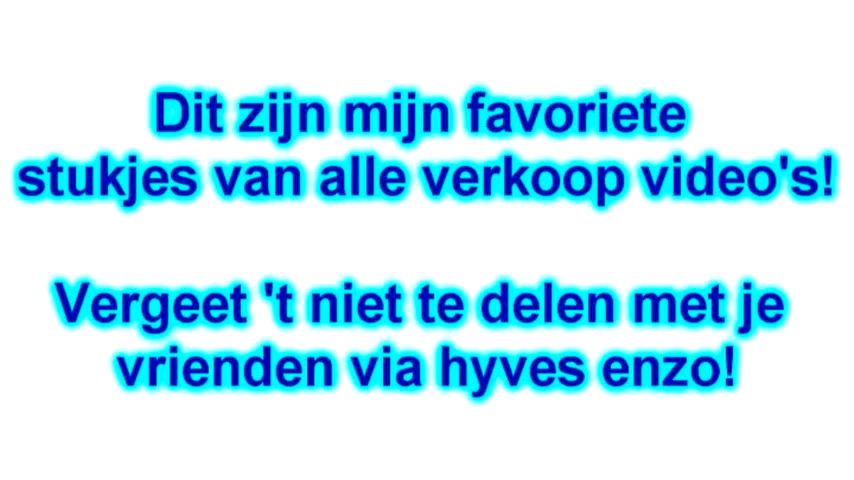 Dit zijn mijn favoriete
stukjes van alle verkoop video's!
Vergeet 't niet te delen met je
vrienden via hyves enzo!